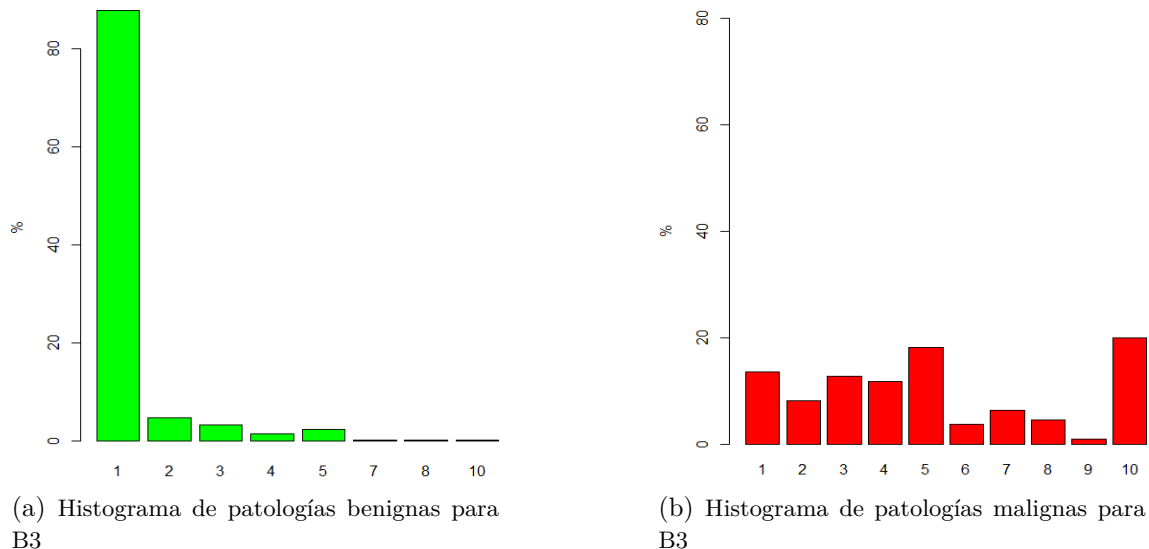 80
60
40
20
0
%
1 2 3 4 5 7 8 10
(a) Histograma de patologías benignas para
B3
80
60
40
20
0
%
1 2 3 4 5 6 7 8 9 10
(b) Histograma de patologías malignas para
B3